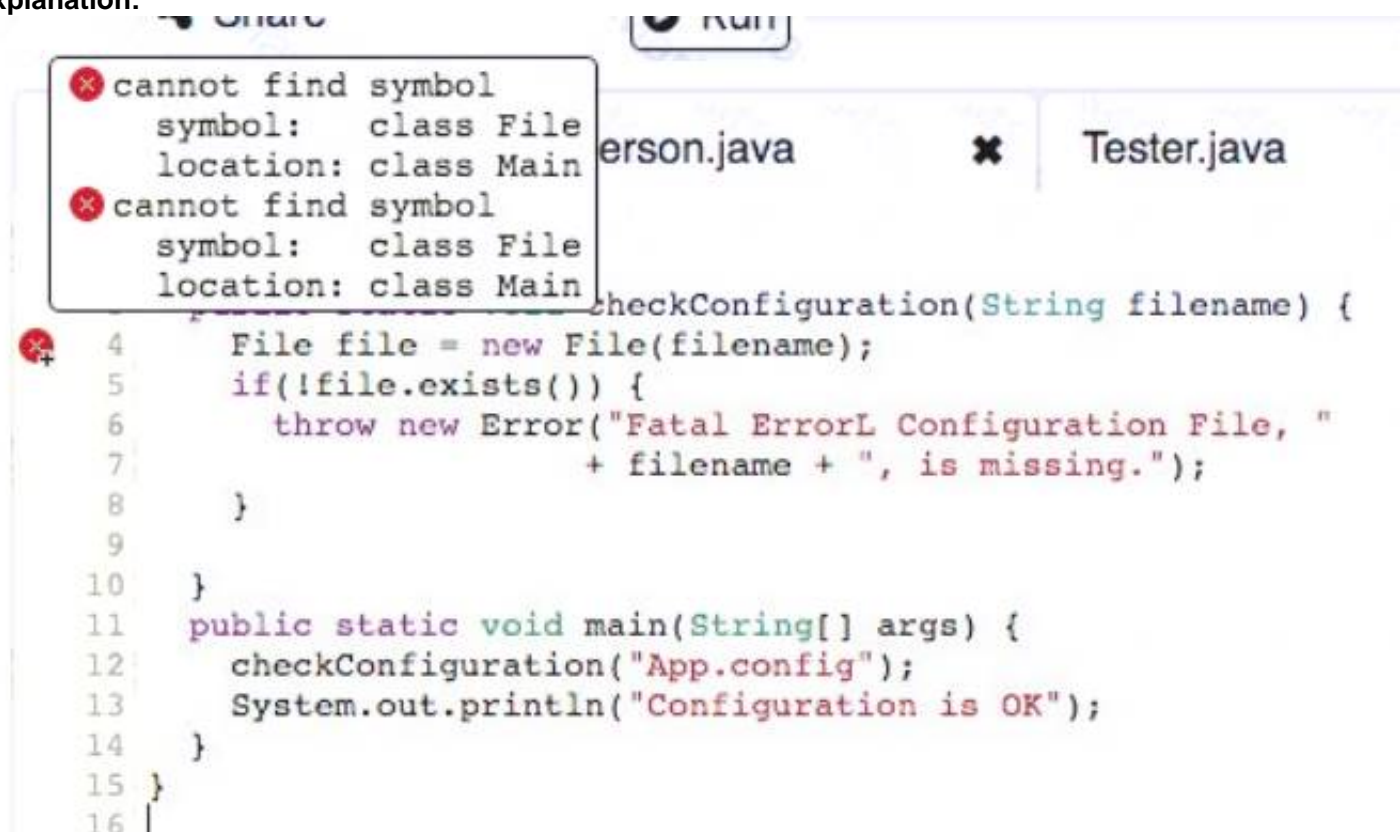 xplanation:
Share
Run
cannot find symbol
symbol: class File
location: class Main
cannot find symbol
symbol: class File
location: class Main
erson.java
Tester.java
checkConfiguration(String filename) {
4 File file = new File(filename);
5 if(!file.exists()) {
6 throw new Error("Fatal ErrorL Configuration File, "
7 + filename + ", is missing.");
8 }
9
10 }
11 public static void main(String[] args) {
12 checkConfiguration("App.config");
13 System.out.println("Configuration is OK");
14 }
15 }
16